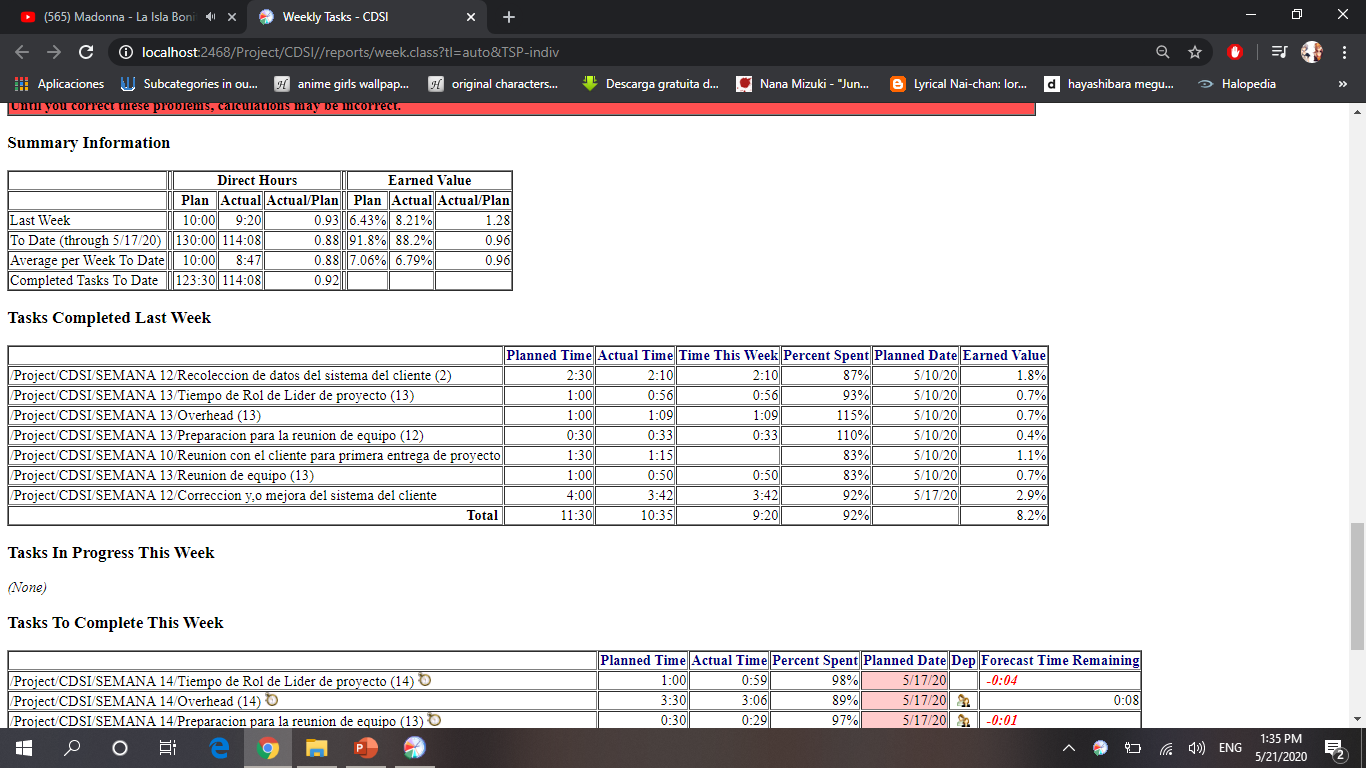 (565) Madonna - La Isla Boni
Weekly Tasks - CDSI
localhost:2468/Project/CDSI//reports/week.class?tl=auto&TSP-indiv
Aplicaciones
Subcategories in ou...
anime girls wallpap...
original characters...
Descarga gratuita d...
Nana Mizuki - "Jun...
Lyrical Nai-chan: lor...
hayashibara megu...
Halopedia
»
Until you correct these problems, calculations may be incorrect.
Summary Information
Direct Hours Earned Value
Plan Actual Actual/Plan Plan Actual Actual/Plan
Last Week 10:00 9:20 0.93 6.43% 8.21% 1.28
To Date (through 5/17/20) 130:00 114:08 0.88 91.8% 88.2% 0.96
Average per Week To Date 10:00 8:47 0.88 7.06% 6.79% 0.96
Completed Tasks To Date 123:30 114:08 0.92
Tasks Completed Last Week
Planned Time Actual Time Time This Week Percent Spent Planned Date Earned Value
/Project/CDSI/SEMANA 12/Recoleccion de datos del sistema del cliente (2) 2:30 2:10 2:10 87% 5/10/20 1.8%
/Project/CDSI/SEMANA 13/Tiempo de Rol de Lider de proyecto (13) 1:00 0:56 0:56 93% 5/10/20 0.7%
/Project/CDSI/SEMANA 13/Overhead (13) 1:00 1:09 1:09 115% 5/10/20 0.7%
/Project/CDSI/SEMANA 13/Preparacion para la reunion de equipo (12) 0:30 0:33 0:33 110% 5/10/20 0.4%
/Project/CDSI/SEMANA 10/Reunion con el cliente para primera entrega de proyecto 1:30 1:15 83% 5/10/20 1.1%
/Project/CDSI/SEMANA 13/Reunion de equipo (13) 1:00 0:50 0:50 83% 5/10/20 0.7%
/Project/CDSI/SEMANA 12/Correccion y,o mejora del sistema del cliente 4:00 3:42 3:42 92% 5/17/20 2.9%
Total 11:30 10:35 9:20 92% 8.2%
Tasks In Progress This Week
(None)
Tasks To Complete This Week
Planned Time Actual Time Percent Spent Planned Date Dep Forecast Time Remaining
/Project/CDSI/SEMANA 14/Tiempo de Rol de Lider de proyecto (14) 1:00 0:59 98% 5/17/20 -0:04
/Project/CDSI/SEMANA 14/Overhead (14) 3:30 3:06 89% 5/17/20 0:08
/Project/CDSI/SEMANA 14/Preparacion para la reunion de equipo (13) 0:30 0:29 97% 5/17/20 -0:01
ENG
1:35 PM
5/21/2020
2